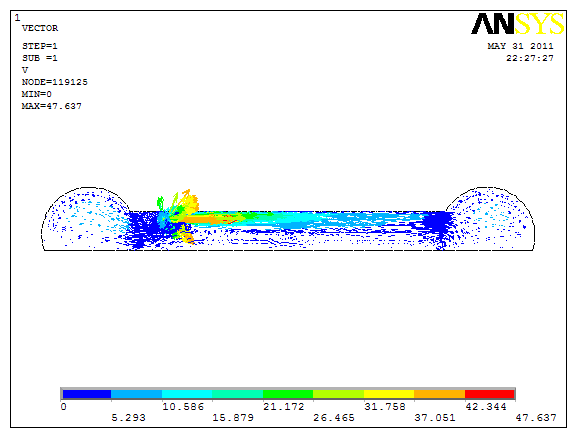 1
VECTOR
STEP=1
SUB =1
V
NODE=119125
MIN=0
MAX=47.637
ANSYS
MAY 31 2011
22:27:27
0 10.586 21.172 31.758 42.344
5.293 15.879 26.465 37.051 47.637